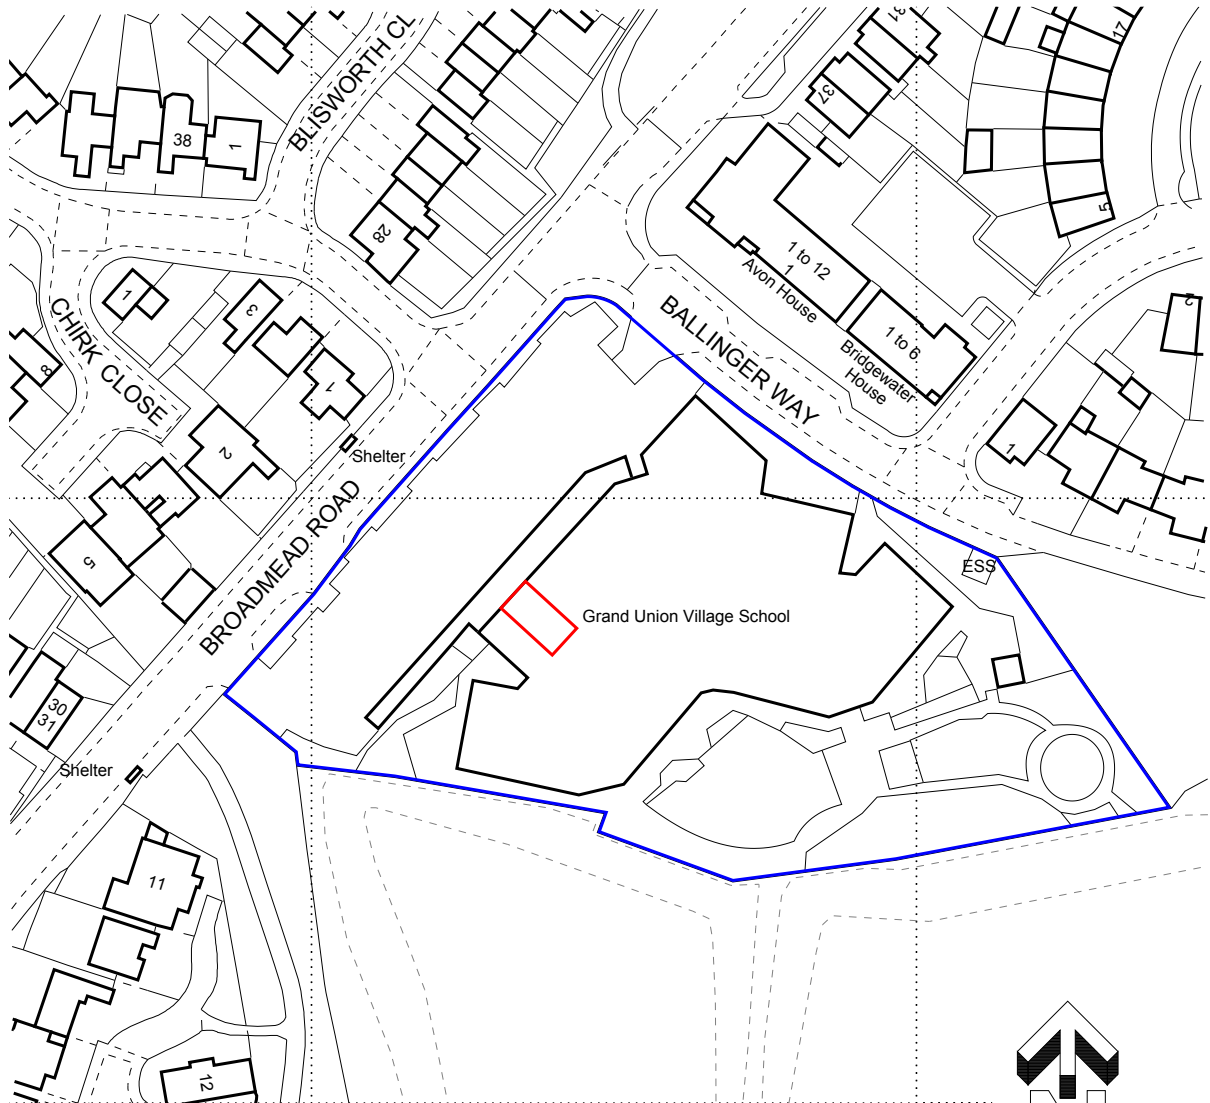 BLISWORTH CL
31
17
37
38
1
5
28
1 to 12
1
Avon House
1
3
2
BALLINGER WAY
1 to 6
Bridgewater
House
CHIRK CLOSE
8
1
1
2
Shelter
BROADMEAD ROAD
5
ESS
Grand Union Village School
30
31
Shelter
11
12